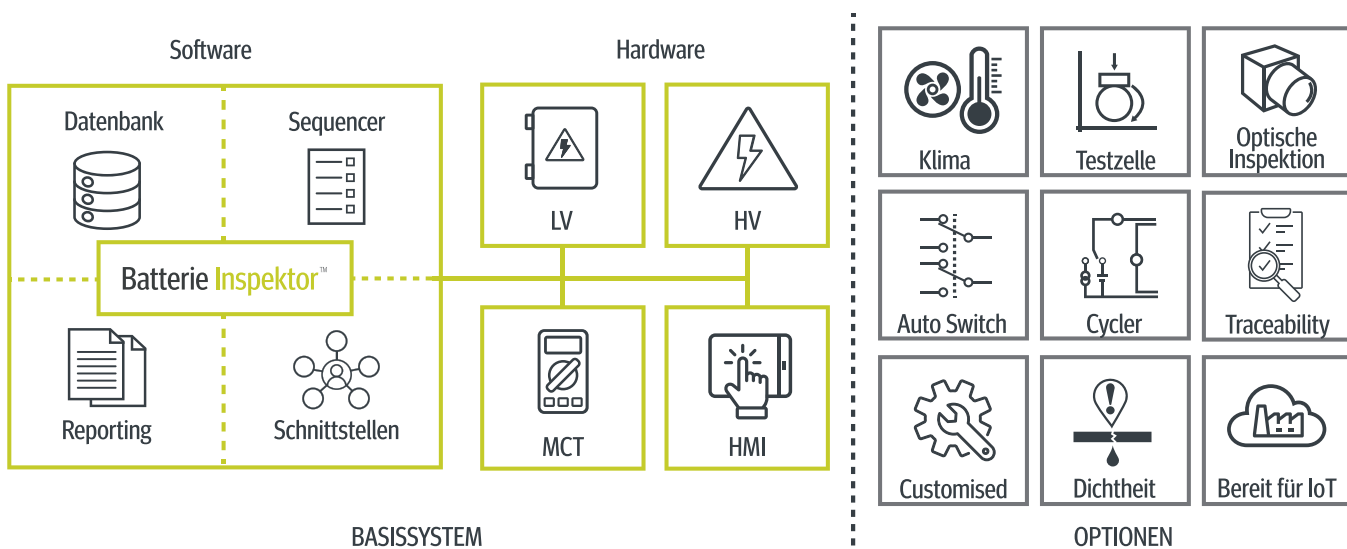 Software
Hardware
Datenbank
Sequencer
Batterie Inspektor™
Reporting
Schnittstellen
LV
HV
MCT
HMI
BASISSYSTEM
Klima
Testzelle
Optische
Inspektion
Auto Switch
Cycler
Traceability
Customised
Dichtheit
Bereit für IoT
OPTIONEN